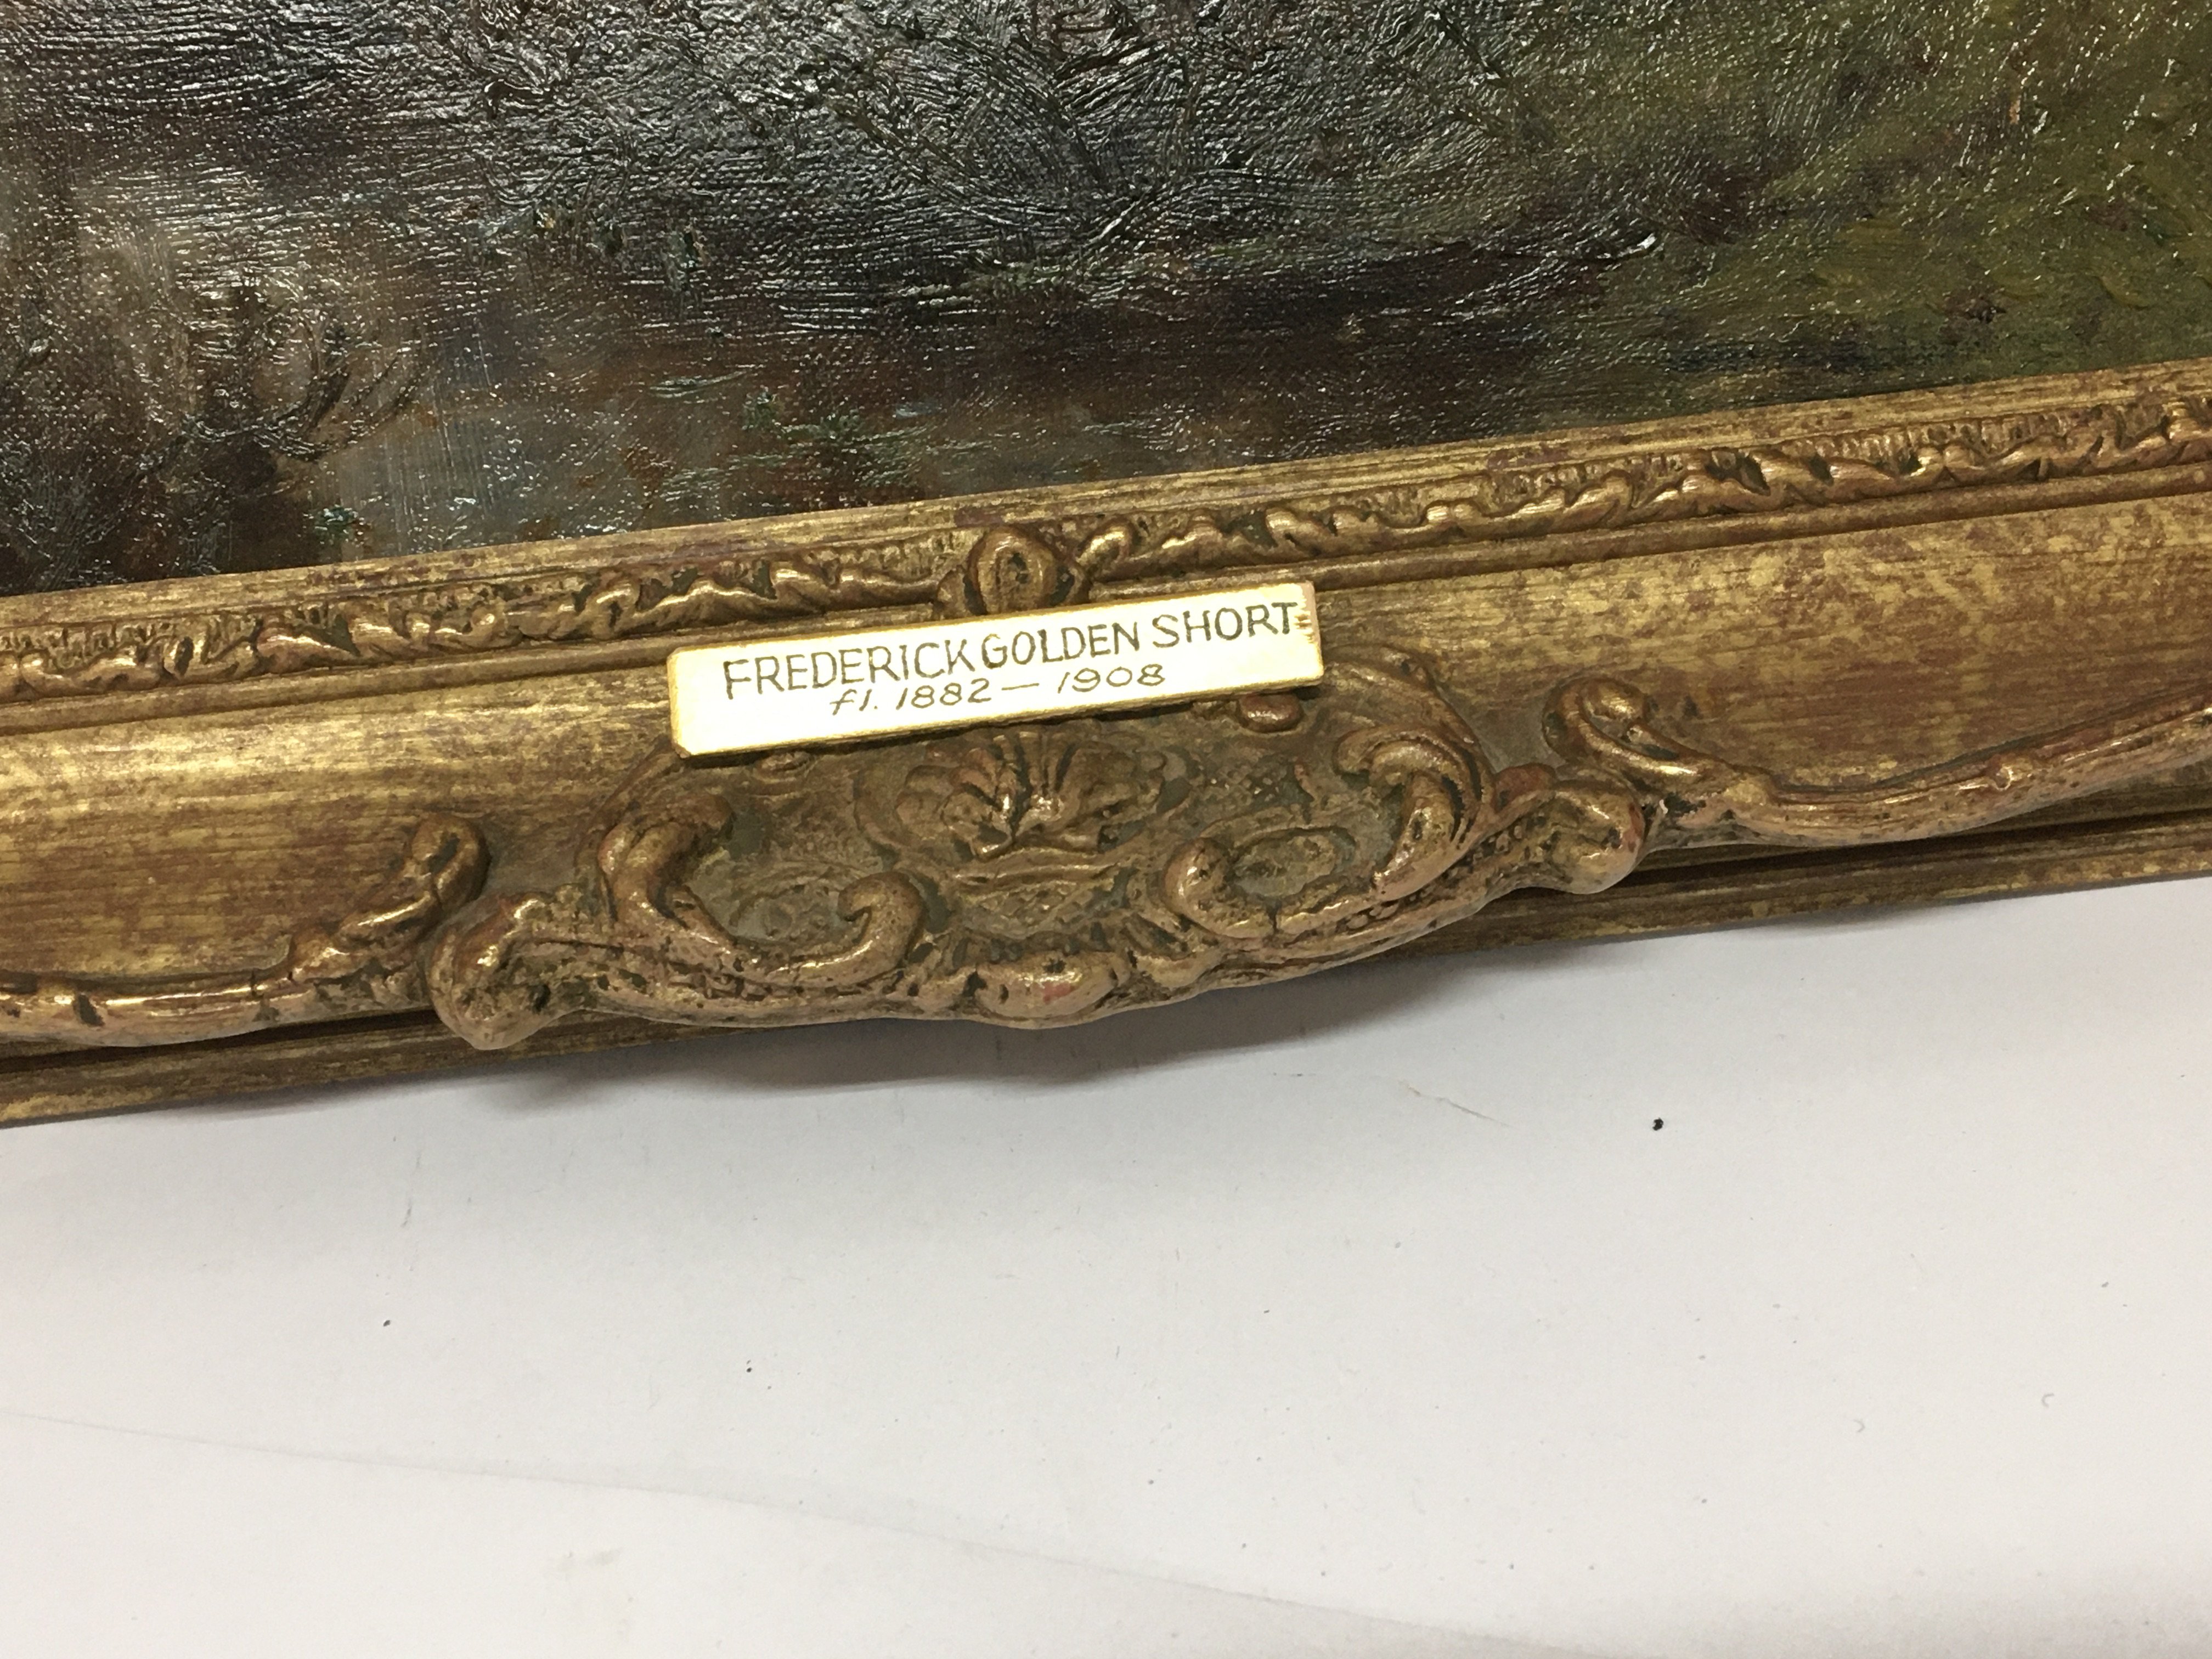 FREDERICK GOLDEN SHORT
fl. 1882 — 1908